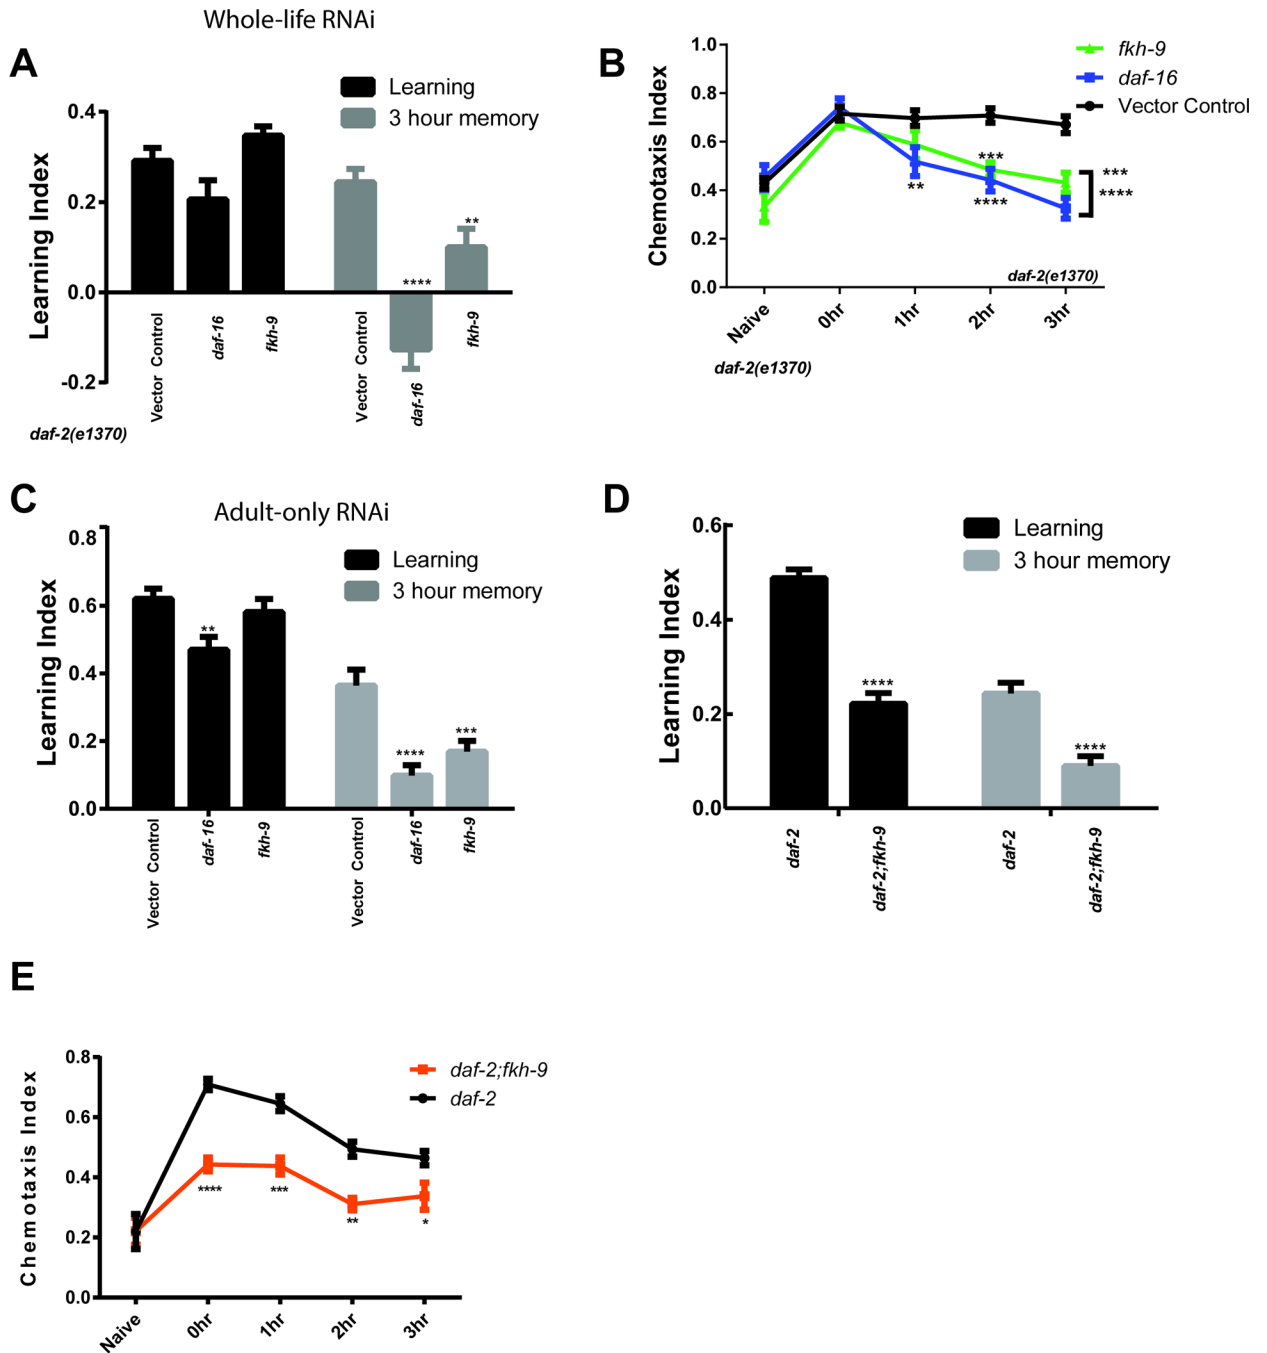 Whole-life RNAi
A
Learning
3 hour memory
Learning Index
0.4
0.2
0.0
-0.2
**
****
Vector Control
daf-16
fkh-9
Vector Control
daf-16
fkh-9
daf-2(e1370)
B
fkh-9
daf-16
Vector Control
Chemotaxis Index
1.0
0.8
0.6
0.4
0.2
0.0
***
**
****
***
****
daf-2(e1370)
Naive
0hr
1hr
2hr
3hr
daf-2(e1370)
C
Adult-only RNAi
Learning
3 hour memory
Learning Index
0.8
0.6
0.4
0.2
0.0
**
****
***
Vector Control
daf-16
fkh-9
Vector Control
daf-16
fkh-9
D
Learning
3 hour memory
Learning Index
0.6
0.4
0.2
0.0
****
****
daf-2
daf-2;fkh-9
daf-2
daf-2;fkh-9
E
daf-2;fkh-9
daf-2
Chemotaxis Index
0.8
0.6
0.4
0.2
0.0
****
***
**
*
Naive
0hr
1hr
2hr
3hr